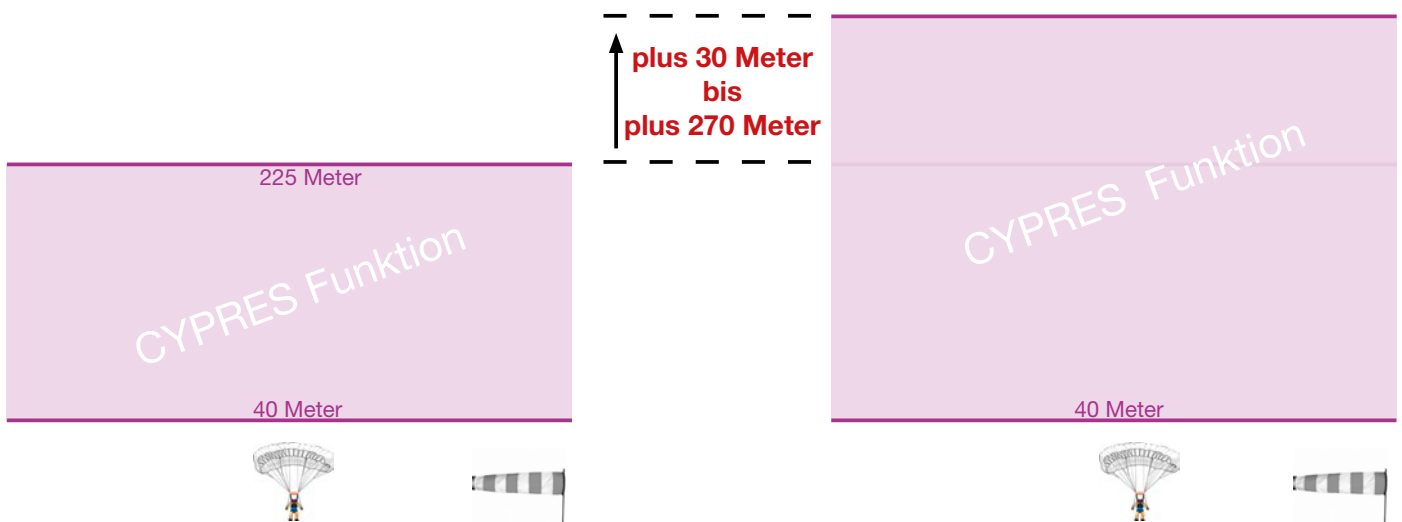 225 Meter
CYPRES Funktion
40 Meter
plus 30 Meter
bis
plus 270 Meter
CYPRES Funktion
40 Meter